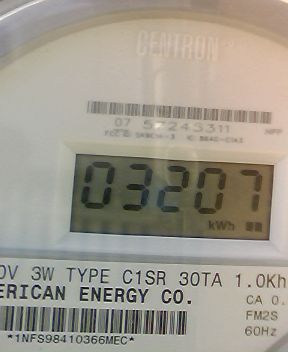 CENTRON
07 57243311
03207
kWh
0V 3W TYPE C1SR 30TA 1.0Kh
ERICAN ENERGY CO.
CA 0.
FM2S
60Hz
*1NFS98410366MEC*